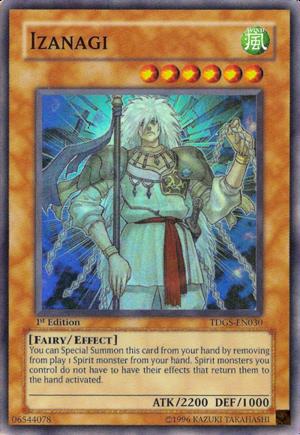 IZANAGI
WIND
風
1st Edition
TDGS-EN030
[FAIRY/EFFECT]
You can Special Summon this card from your hand by removing
from play 1 Spirit monster from your hand. Spirit monsters you
control do not have to have their effects that return them to
the hand activated.
ATK/2200 DEF/1000
06544078
©1996 KAZUKI TAKAHASHI